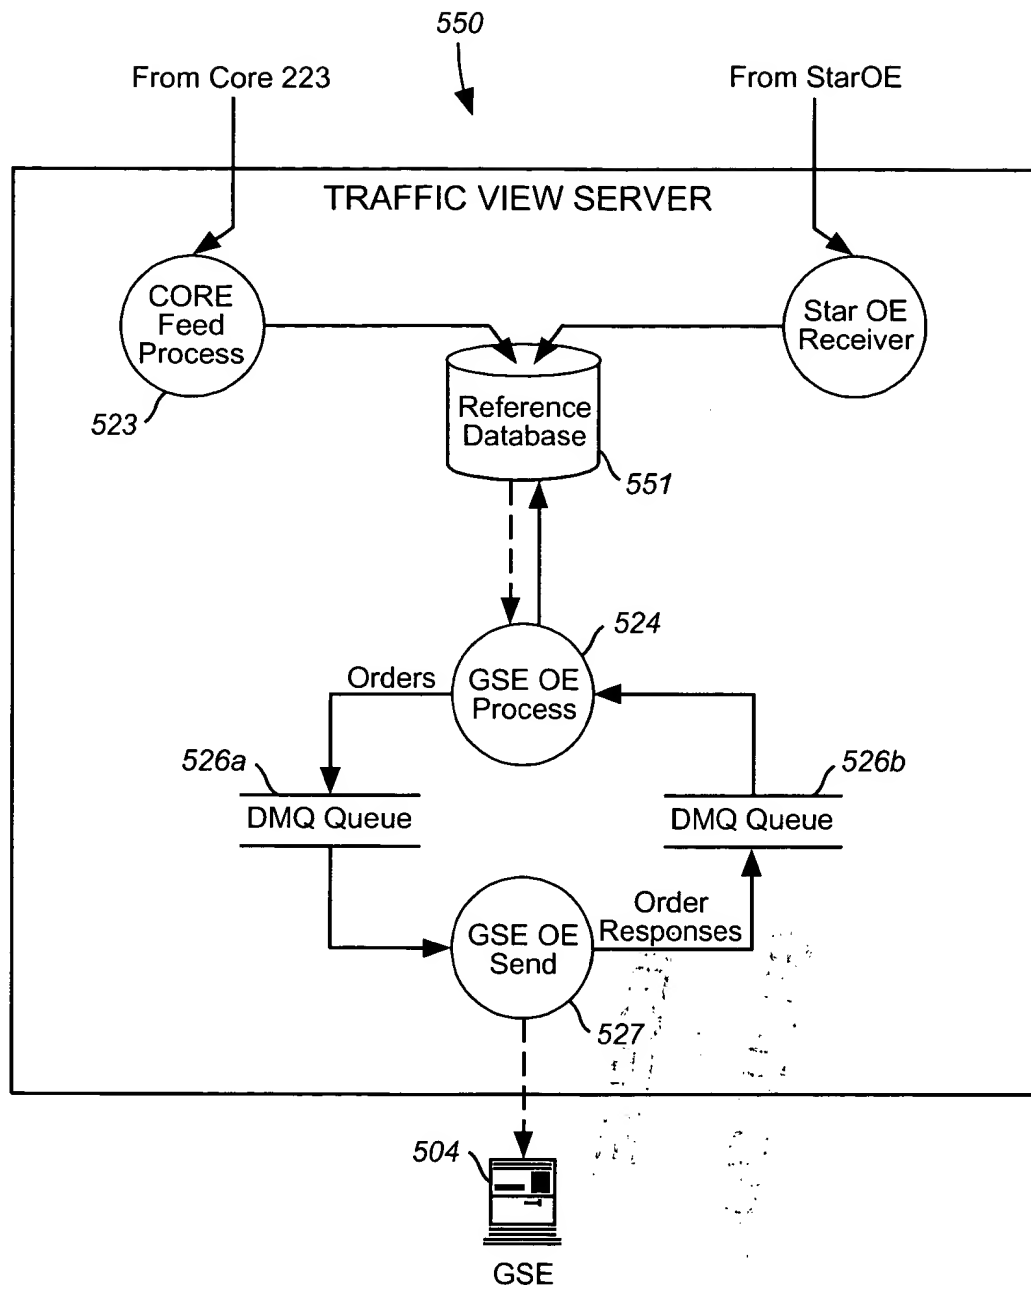 550
From Core 223
From StarOE
TRAFFIC VIEW SERVER
CORE
Feed
Process
523
Star OE
Receiver
Reference
Database
551
524
Orders
GSE OE
Process
526a
DMQ Queue
526b
DMQ Queue
GSE OE
Send
Order
Responses
527
504
GSE